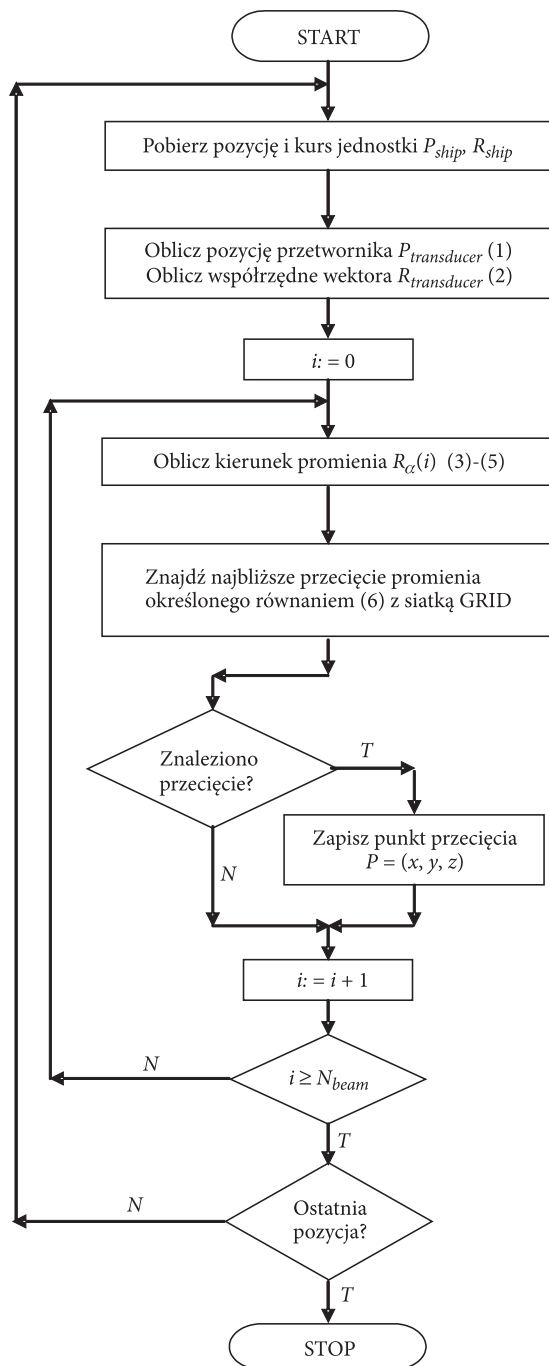 START
Pobierz pozycję i kurs jednostki P_ship, R_ship
Oblicz pozycję przetwornika P_transducer (1)
Oblicz współrzędne wektora R_transducer (2)
i: = 0
Oblicz kierunek promienia R_α(i) (3)-(5)
Znajdź najbliższe przecięcie promienia
określonego równaniem (6) z siatką GRID
Znaleziono
przecięcie?
T
Zapisz punkt przecięcia
P = (x, y, z)
N
i: = i + 1
N
i ≥ N_beam
T
N
Ostatnia
pozycja?
T
STOP